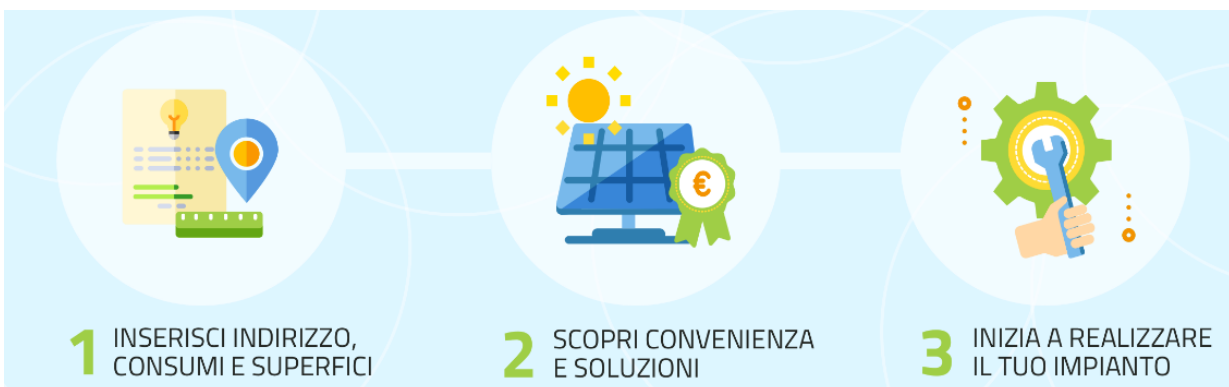 1 INSERISCI INDIRIZZO,
CONSUMI E SUPERFICI
2 SCOPRI CONVENIENZA
E SOLUZIONI
3 INIZIA A REALIZZARE
IL TUO IMPIANTO
€